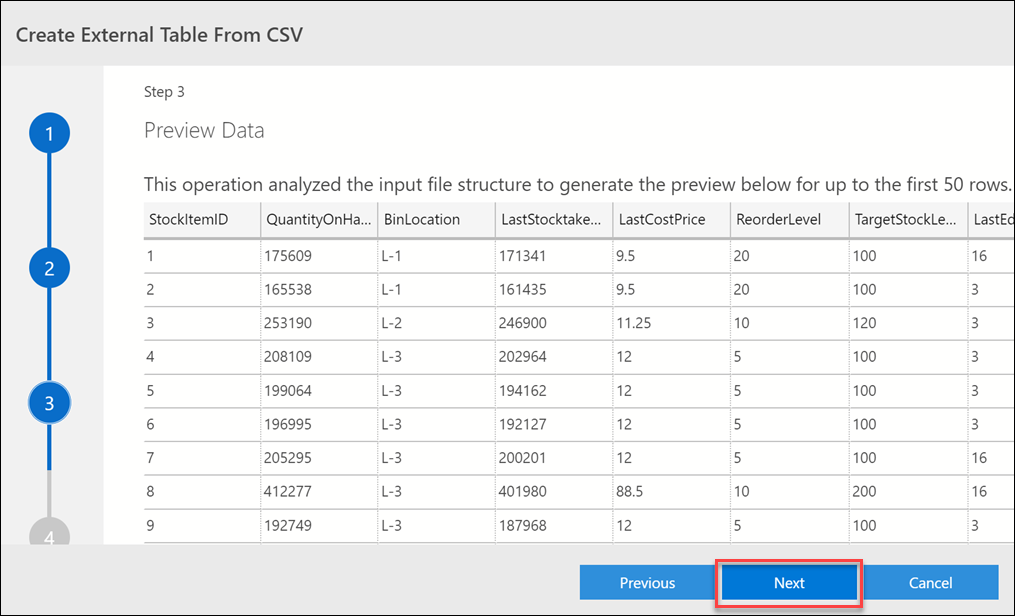 Create External Table From CSV
Step 3
Preview Data
This operation analyzed the input file structure to generate the preview below for up to the first 50 rows.
StockItemID QuantityOnHa... BinLocation LastStocktake... LastCostPrice ReorderLevel TargetStockLe... LastEd
1 175609 L-1 171341 9.5 20 100 16
2 165538 L-1 161435 9.5 20 100 3
3 253190 L-2 246900 11.25 10 120 3
4 208109 L-3 202964 12 5 100 3
5 199064 L-3 194162 12 5 100 3
6 196995 L-3 192127 12 5 100 3
7 205295 L-3 200201 12 5 100 16
8 412277 L-3 401980 88.5 10 200 16
9 192749 L-3 187968 12 5 100 3
1
2
3
4
Previous Next Cancel